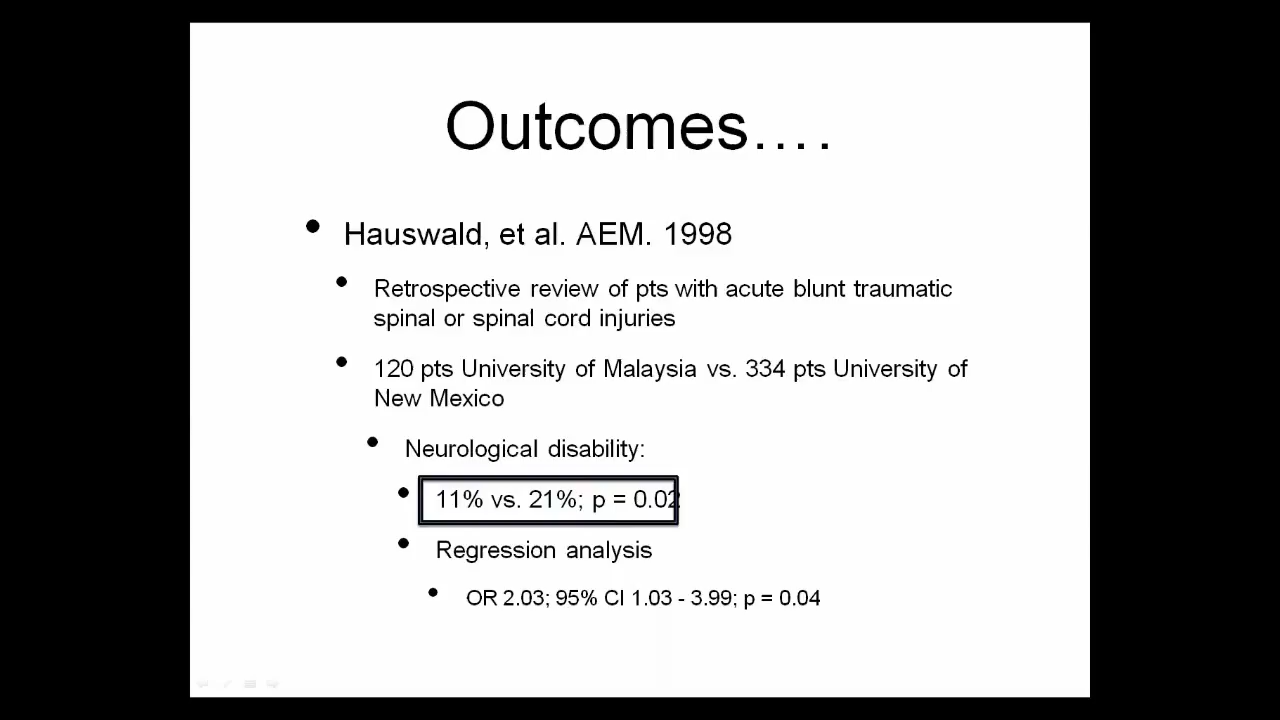 Outcomes….
• Hauswald, et al. AEM. 1998
• Retrospective review of pts with acute blunt traumatic
spinal or spinal cord injuries
• 120 pts University of Malaysia vs. 334 pts University of
New Mexico
• Neurological disability:
• 11% vs. 21%; p = 0.02
• Regression analysis
• OR 2.03; 95% CI 1.03 - 3.99; p = 0.04